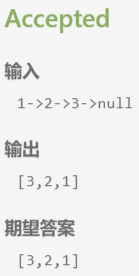 Accepted
输入
1->2->3->null
输出
[3,2,1]
期望答案
[3,2,1]